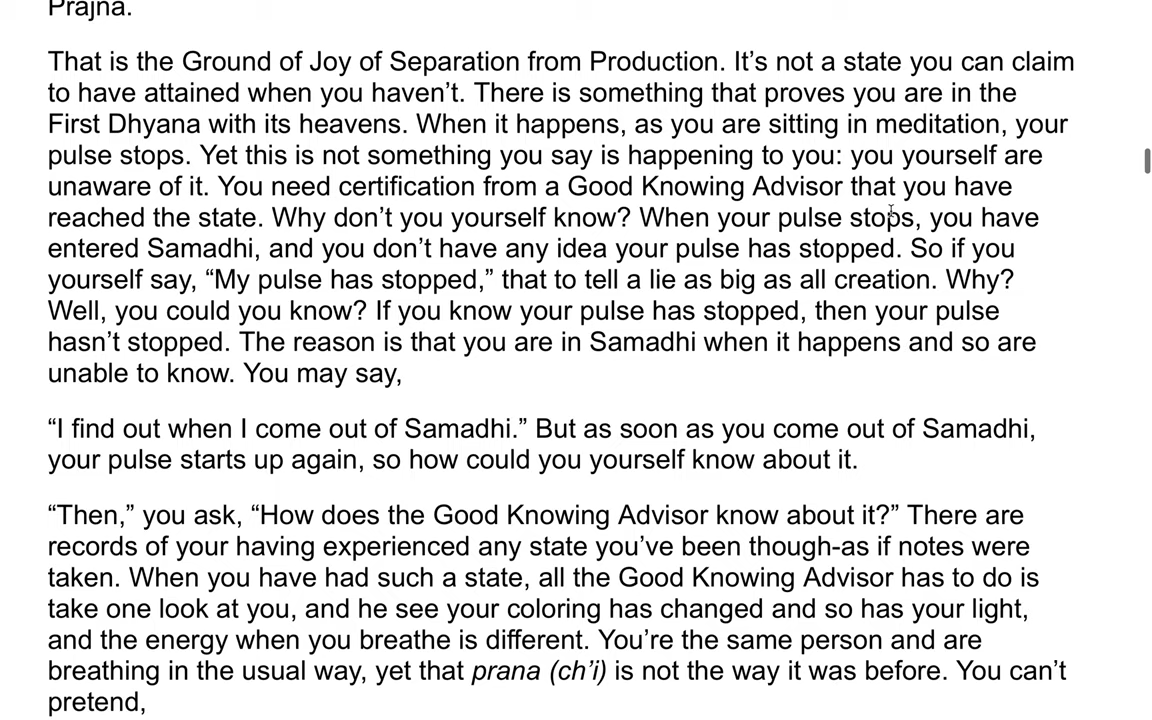 Prajna.
That is the Ground of Joy of Separation from Production. It’s not a state you can claim
to have attained when you haven’t. There is something that proves you are in the
First Dhyana with its heavens. When it happens, as you are sitting in meditation, your
pulse stops. Yet this is not something you say is happening to you: you yourself are
unaware of it. You need certification from a Good Knowing Advisor that you have
reached the state. Why don’t you yourself know? When your pulse stops, you have
entered Samadhi, and you don’t have any idea your pulse has stopped. So if you
yourself say, “My pulse has stopped,” that to tell a lie as big as all creation. Why?
Well, you could you know? If you know your pulse has stopped, then your pulse
hasn’t stopped. The reason is that you are in Samadhi when it happens and so are
unable to know. You may say,
“I find out when I come out of Samadhi.” But as soon as you come out of Samadhi,
your pulse starts up again, so how could you yourself know about it.
“Then,” you ask, “How does the Good Knowing Advisor know about it?” There are
records of your having experienced any state you’ve been though-as if notes were
taken. When you have had such a state, all the Good Knowing Advisor has to do is
take one look at you, and he see your coloring has changed and so has your light,
and the energy when you breathe is different. You’re the same person and are
breathing in the usual way, yet that prana (ch’i) is not the way it was before. You can’t
pretend,